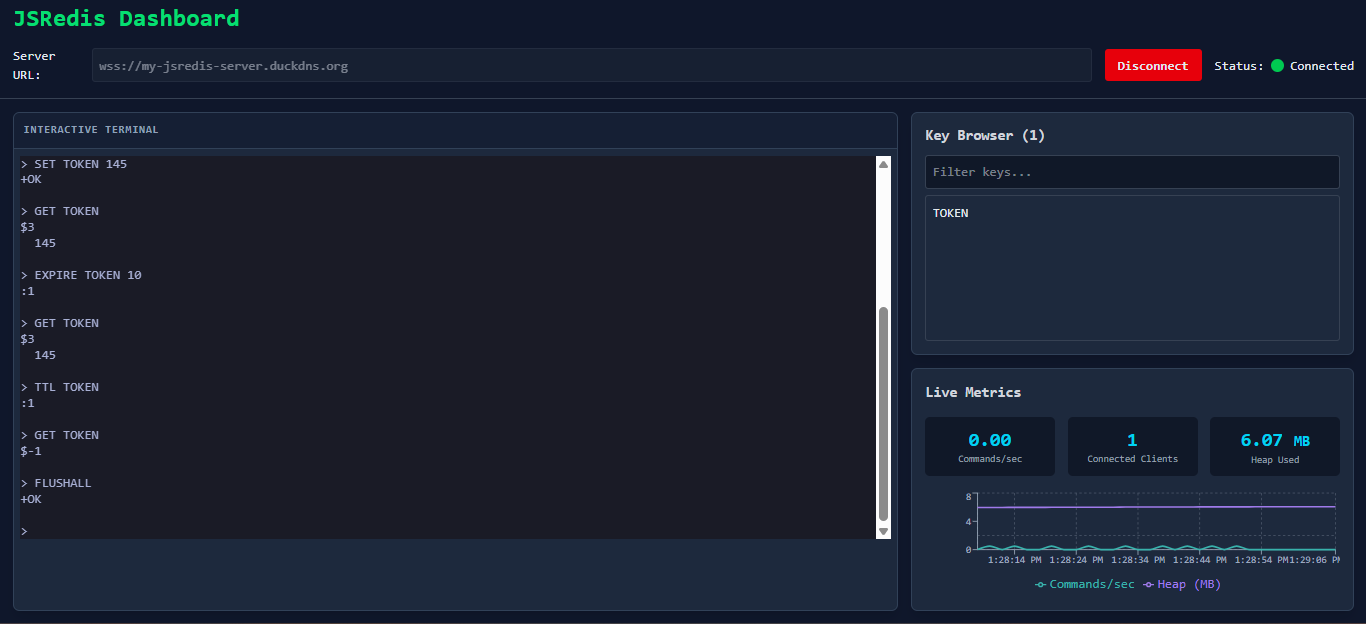 JSRedis Dashboard
Server
URL:
wss://my-jsredis-server.duckdns.org
Disconnect
Status: Connected
INTERACTIVE TERMINAL
> SET TOKEN 145
+OK
> GET TOKEN
$3
145
> EXPIRE TOKEN 10
:1
> GET TOKEN
$3
145
> TTL TOKEN
:1
> GET TOKEN
$-1
> FLUSHALL
+OK
>
Key Browser (1)
Filter keys...
TOKEN
Live Metrics
0.00
Commands/sec
1
Connected Clients
6.07 MB
Heap Used
8
4
0
1:28:14 PM 1:28:24 PM 1:28:34 PM 1:28:44 PM 1:28:54 PM 1:29:06 PM
Commands/sec Heap (MB)